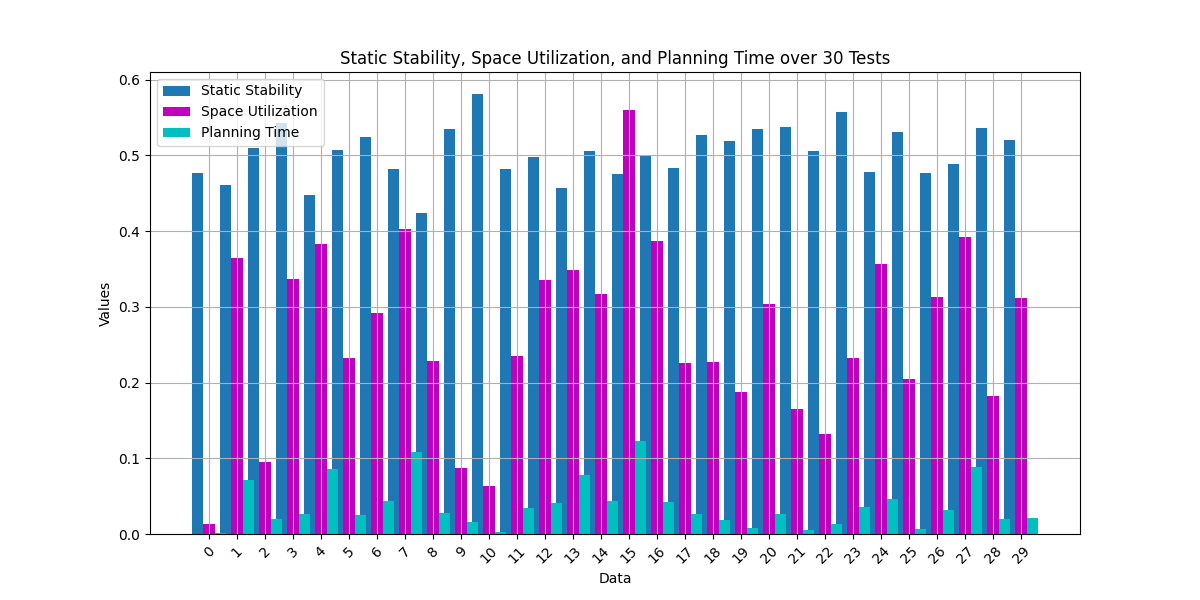 Static Stability, Space Utilization, and Planning Time over 30 Tests
Static Stability
Space Utilization
Planning Time
0.6
0.5
0.4
0.3
0.2
0.1
0.0
Values
0 1 2 3 4 5 6 7 8 9 10 11 12 13 14 15 16 17 18 19 20 21 22 23 24 25 26 27 28 29
Data